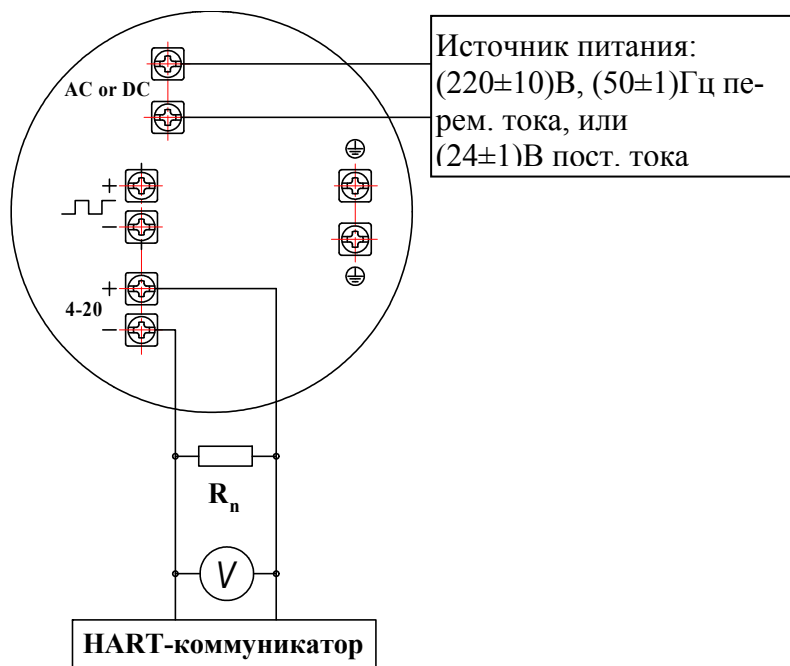 Источник питания:
(220±10)В, (50±1)Гц пе-
рем. тока, или
(24±1)В пост. тока
AC or DC
+
−
+
4-20
−
Rn
V
HART-коммуникатор